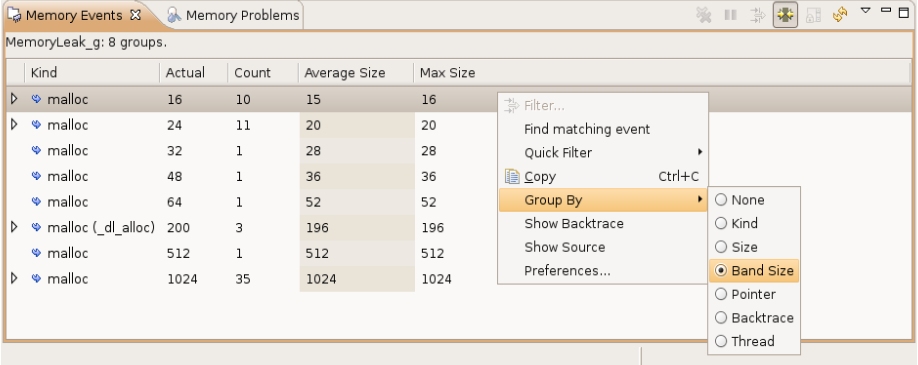 Memory Events Memory Problems
MemoryLeak_g: 8 groups.
Kind Actual Count Average Size Max Size
malloc 16 10 15 16
malloc 24 11 20 20
malloc 32 1 28 28
malloc 48 1 36 36
malloc 64 1 52 52
malloc (_dl_alloc) 200 3 196 196
malloc 512 1 512 512
malloc 1024 35 1024 1024
Filter...
Find matching event
Quick Filter
Copy Ctrl+C
Group By
Show Backtrace
Show Source
Preferences...
None
Kind
Size
Band Size
Pointer
Backtrace
Thread